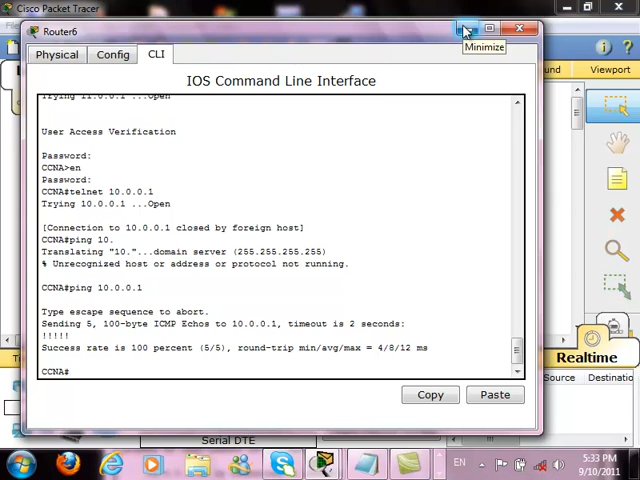 Cisco Packet Tracer
Router6
Minimize
Physical
Config
CLI
Viewport
IOS Command Line Interface
Trying 11.0.0.1 ...Open
User Access Verification
Password:
CCNA>en
Password:
CCNA#telnet 10.0.0.1
Trying 10.0.0.1 ...Open
[Connection to 10.0.0.1 closed by foreign host]
CCNA#ping 10.
Translating "10."...domain server (255.255.255.255)
% Unrecognized host or address or protocol not running.
CCNA#ping 10.0.0.1
Type escape sequence to abort.
Sending 5, 100-byte ICMP Echos to 10.0.0.1, timeout is 2 seconds:
!!!!!
Success rate is 100 percent (5/5), round-trip min/avg/max = 4/8/12 ms
CCNA#
Copy
Paste
Realtime
Source
Destinatio
Serial DTE
EN
5:33 PM
9/10/2011